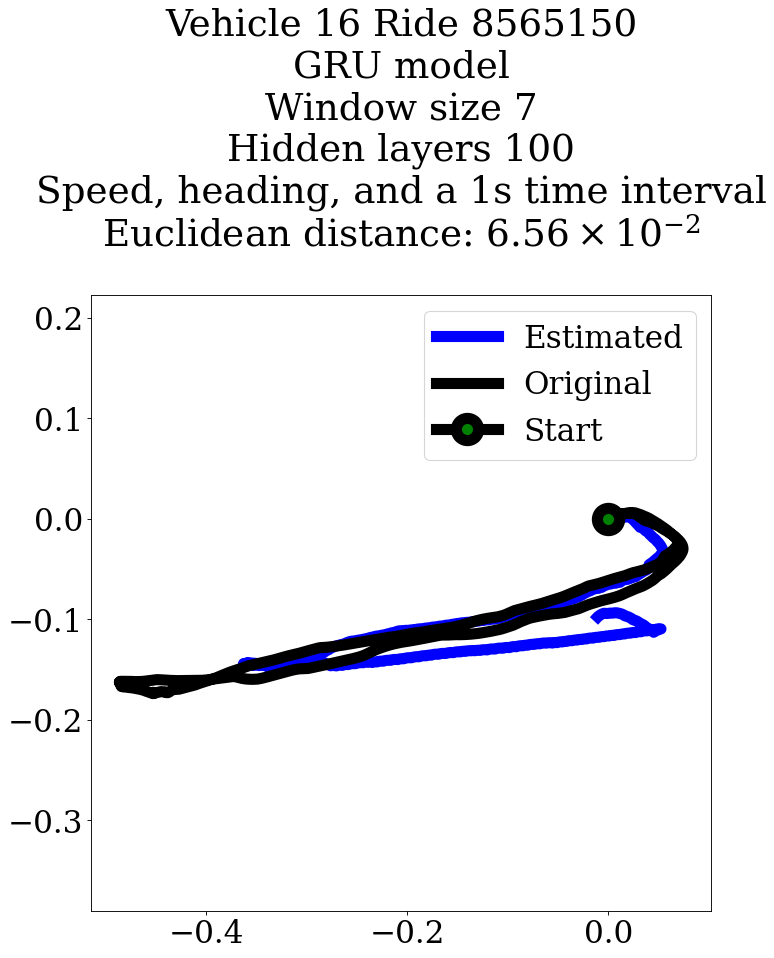 Vehicle 16 Ride 8565150
GRU model
Window size 7
Hidden layers 100
Speed, heading, and a 1s time interval
Euclidean distance: 6.56 × 10⁻²
Estimated
Original
Start
0.2
0.1
0.0
−0.1
−0.2
−0.3
−0.4
−0.2
0.0